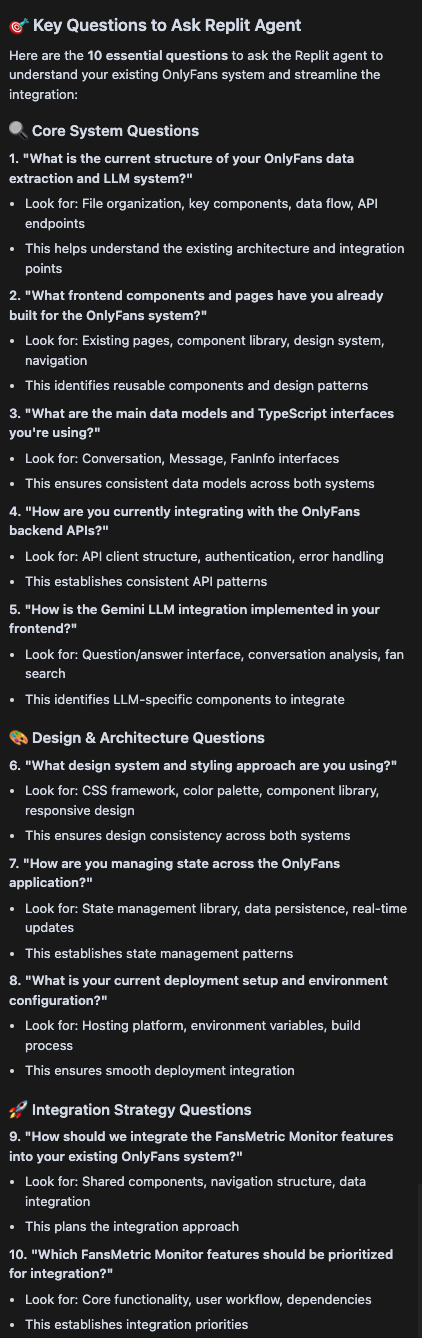 🎯 Key Questions to Ask Replit Agent
Here are the 10 essential questions to ask the Replit agent to
understand your existing OnlyFans system and streamline the
integration:
🔍 Core System Questions
1. "What is the current structure of your OnlyFans data
extraction and LLM system?"
• Look for: File organization, key components, data flow, API
endpoints
• This helps understand the existing architecture and integration
points
2. "What frontend components and pages have you already
built for the OnlyFans system?"
• Look for: Existing pages, component library, design system,
navigation
• This identifies reusable components and design patterns
3. "What are the main data models and TypeScript interfaces
you're using?"
• Look for: Conversation, Message, FanInfo interfaces
• This ensures consistent data models across both systems
4. "How are you currently integrating with the OnlyFans
backend APIs?"
• Look for: API client structure, authentication, error handling
• This establishes consistent API patterns
5. "How is the Gemini LLM integration implemented in your
frontend?"
• Look for: Question/answer interface, conversation analysis, fan
search
• This identifies LLM-specific components to integrate
🎨 Design & Architecture Questions
6. "What design system and styling approach are you using?"
• Look for: CSS framework, color palette, component library,
responsive design
• This ensures design consistency across both systems
7. "How are you managing state across the OnlyFans
application?"
• Look for: State management library, data persistence, real-time
updates
• This establishes state management patterns
8. "What is your current deployment setup and environment
configuration?"
• Look for: Hosting platform, environment variables, build
process
• This ensures smooth deployment integration
🚀 Integration Strategy Questions
9. "How should we integrate the FansMetric Monitor features
into your existing OnlyFans system?"
• Look for: Shared components, navigation structure, data
integration
• This plans the integration approach
10. "Which FansMetric Monitor features should be prioritized
for integration?"
• Look for: Core functionality, user workflow, dependencies
• This establishes integration priorities